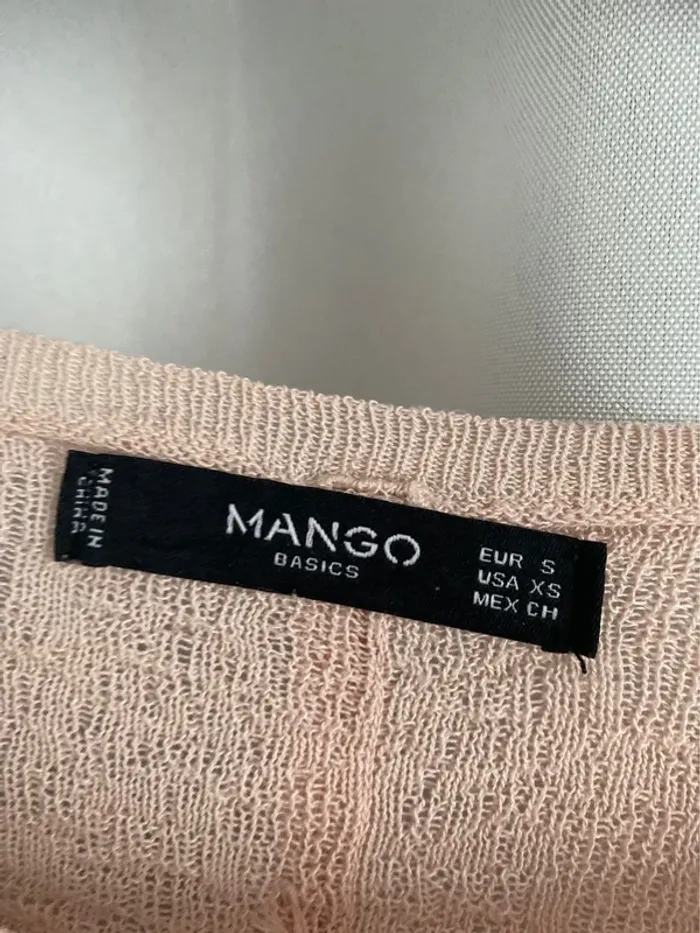 MADE IN
CHINA
MANGO
BASICS
EUR S
USA XS
MEX CH